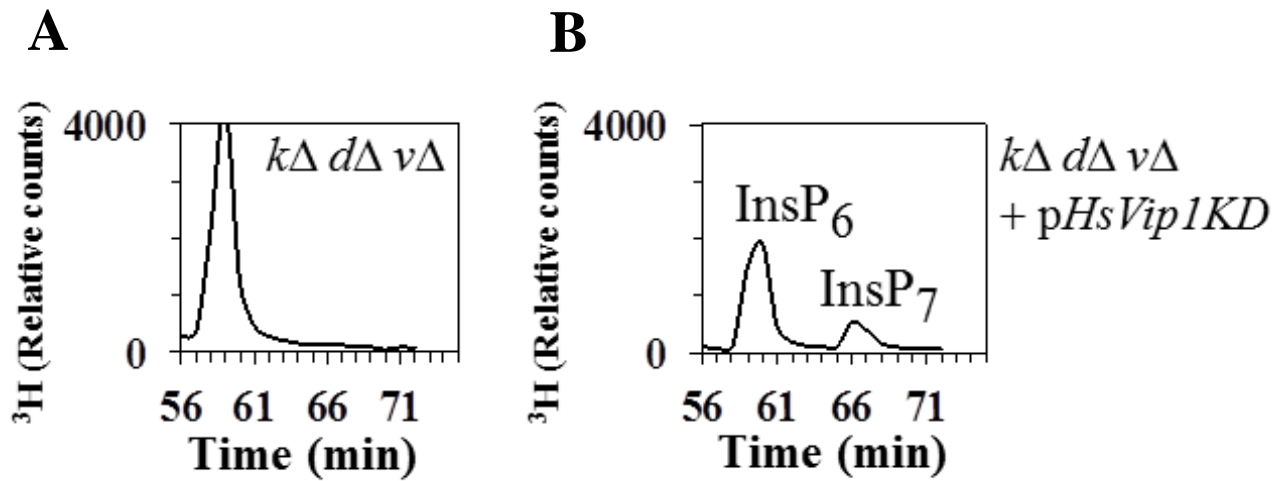 A
³H (Relative counts)
4000
0
kΔ dΔ vΔ
56 61 66 71
Time (min)
B
³H (Relative counts)
4000
0
InsP₆
InsP₇
56 61 66 71
Time (min)
kΔ dΔ vΔ
+ pHsVip1KD